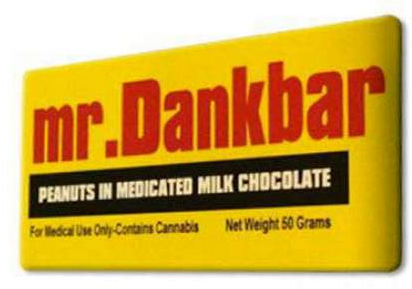 mr.Dankbar
PEANUTS IN MEDICATED MILK CHOCOLATE
For Medical Use Only-Contains Cannabis Net Weight 50 Grams